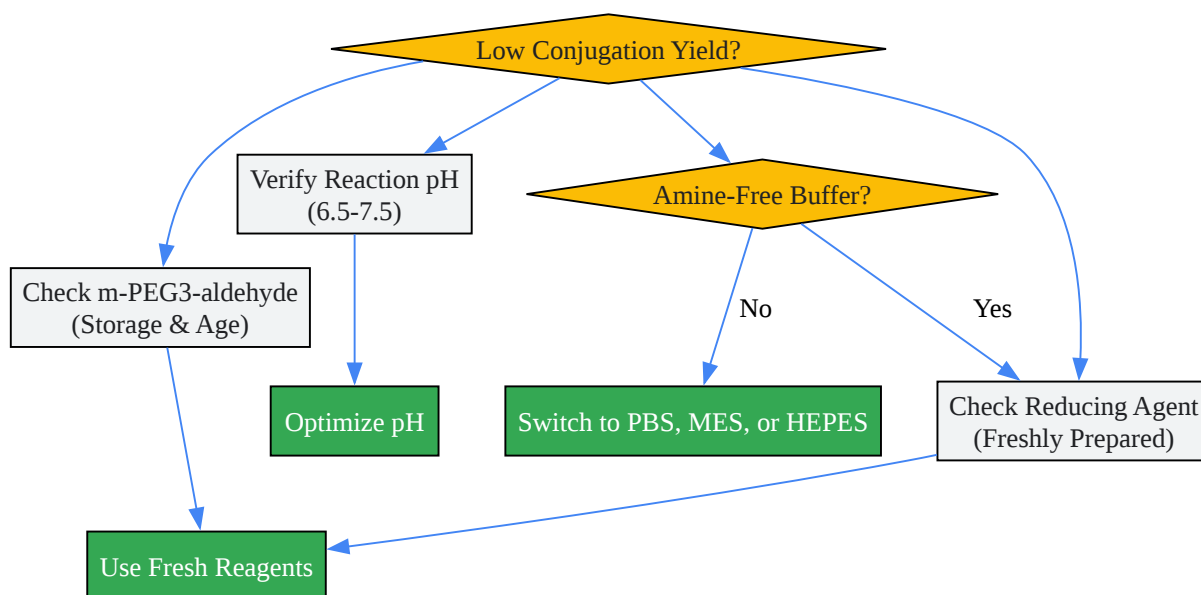 Low Conjugation Yield?
Verify Reaction pH
(6.5-7.5)
Amine-Free Buffer?
Check m-PEG3-aldehyde
(Storage & Age)
No
Yes
Optimize pH
Switch to PBS, MES, or HEPES
Check Reducing Agent
(Freshly Prepared)
Use Fresh Reagents